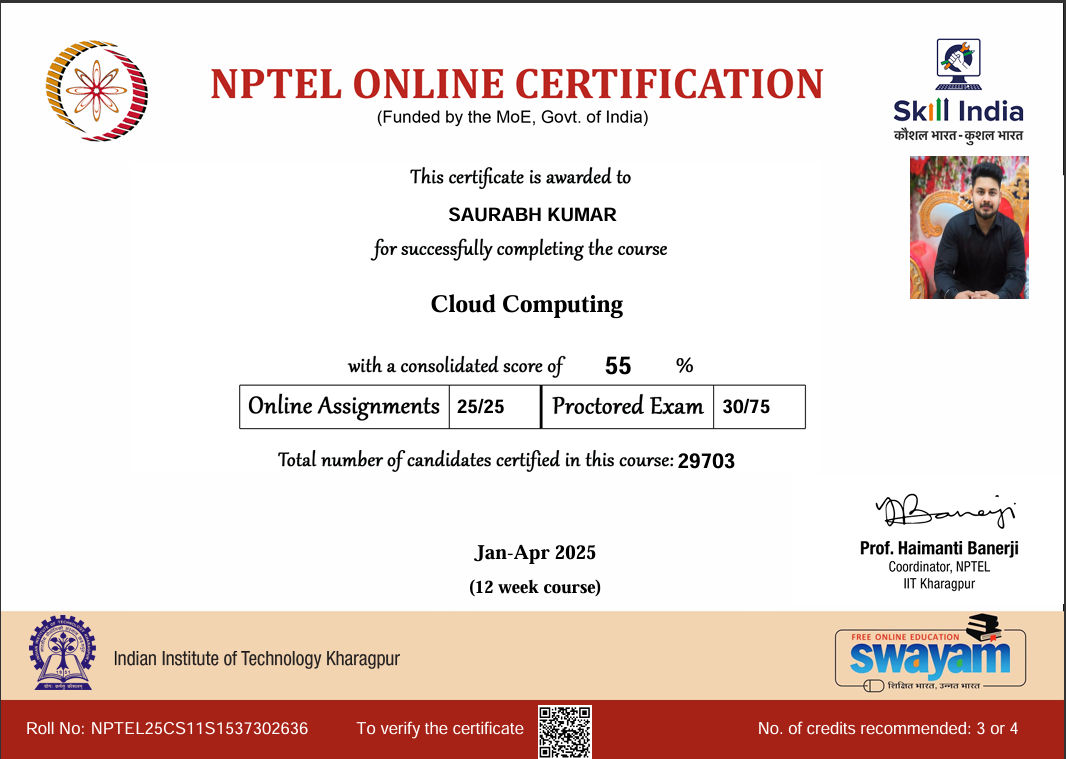 NPTEL ONLINE CERTIFICATION
(Funded by the MoE, Govt. of India)
Skill India
कौशल भारत - कुशल भारत
This certificate is awarded to
SAURABH KUMAR
for successfully completing the course
Cloud Computing
with a consolidated score of 55 %
Online Assignments 25/25 Proctored Exam 30/75
Total number of candidates certified in this course: 29703
Jan-Apr 2025
(12 week course)
Prof. Haimanti Banerji
Coordinator, NPTEL
IIT Kharagpur
Indian Institute of Technology Kharagpur
FREE ONLINE EDUCATION
swayam
शिक्षित भारत, उन्नत भारत
Roll No: NPTEL25CS11S1537302636 To verify the certificate No. of credits recommended: 3 or 4